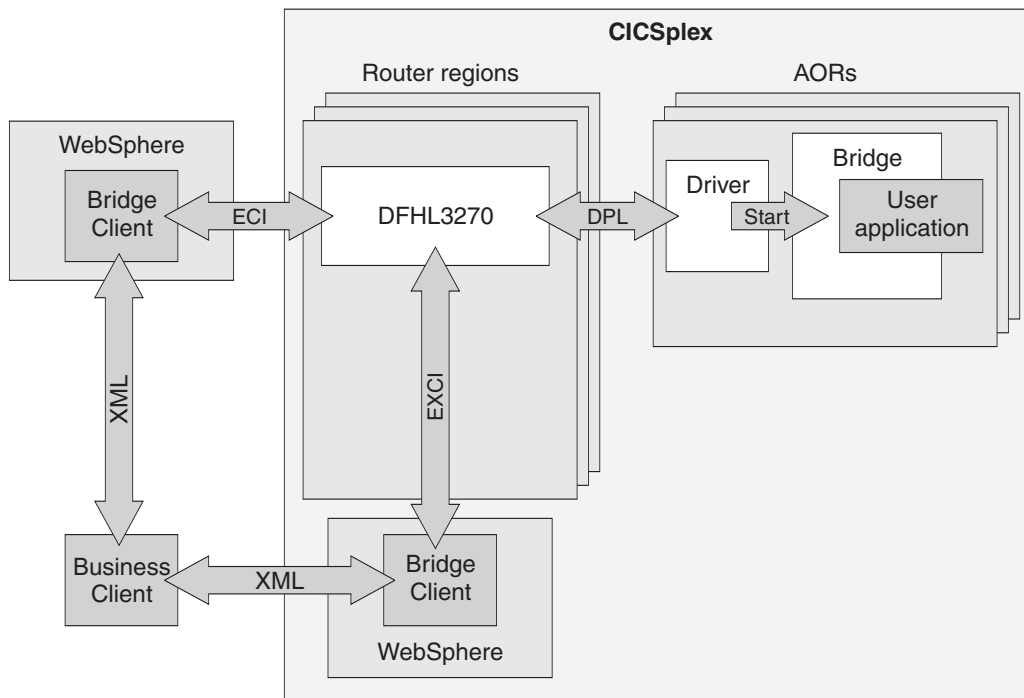 CICSplex
Router regions
AORs
WebSphere
Bridge
Client
ECI
DFHL3270
DPL
Driver
Start
Bridge
User
application
XML
EXCI
Business
Client
XML
Bridge
Client
WebSphere